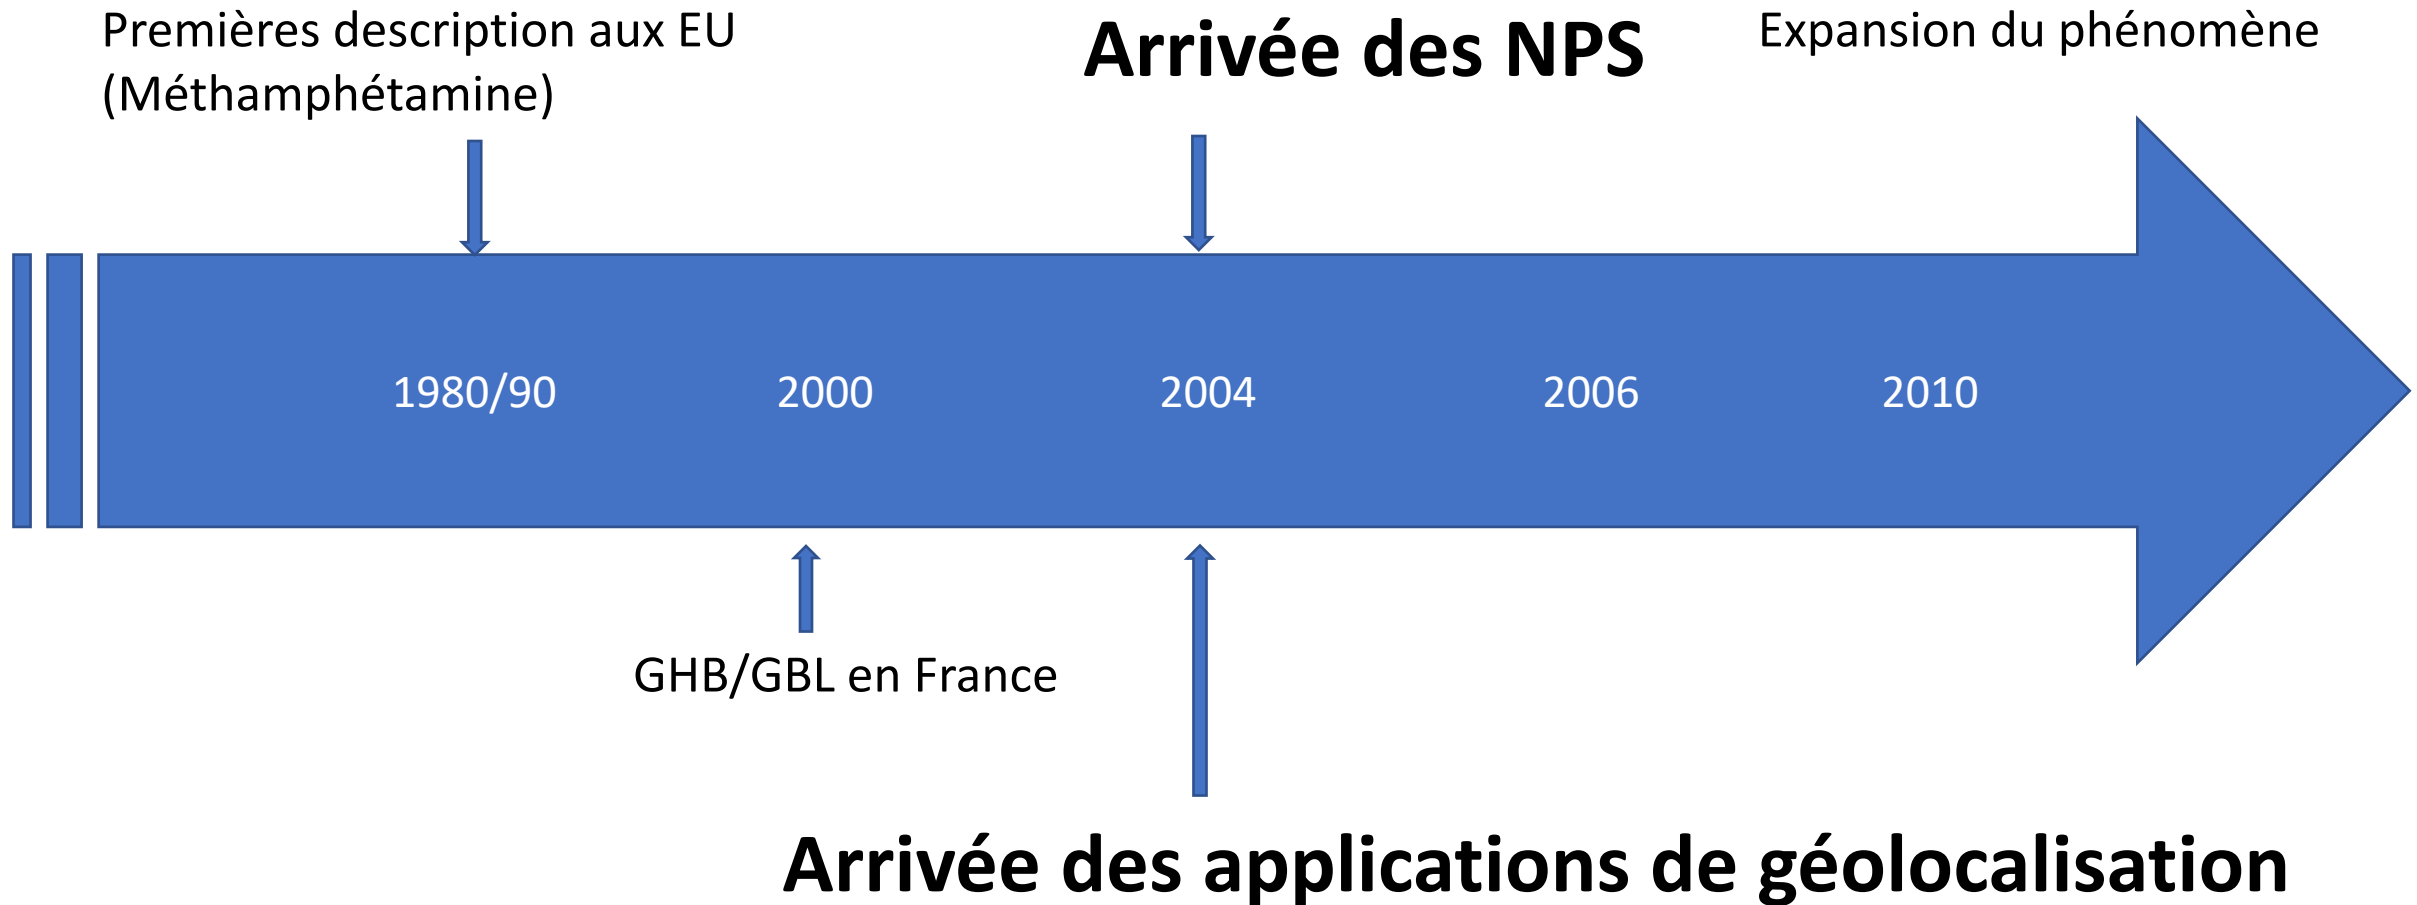 Premières description aux EU
(Méthamphétamine)
Arrivée des NPS
Expansion du phénomène
1980/90
2000
2004
2006
2010
GHB/GBL en France
Arrivée des applications de géolocalisation